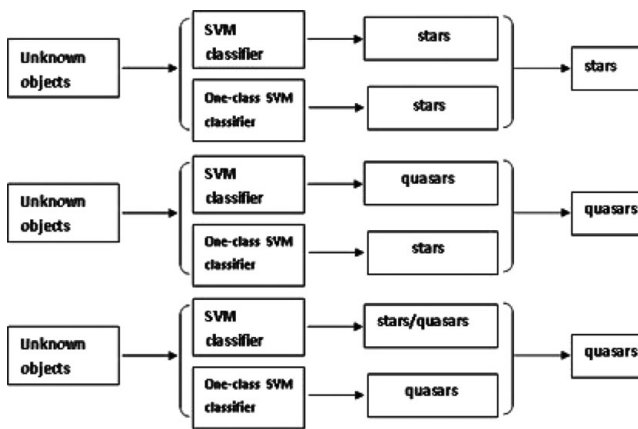 Unknown
objects
SVM
classifier
stars
One-class SVM
classifier
stars
stars
Unknown
objects
SVM
classifier
quasars
One-class SVM
classifier
stars
quasars
Unknown
objects
SVM
classifier
stars/quasars
One-class SVM
classifier
quasars
quasars